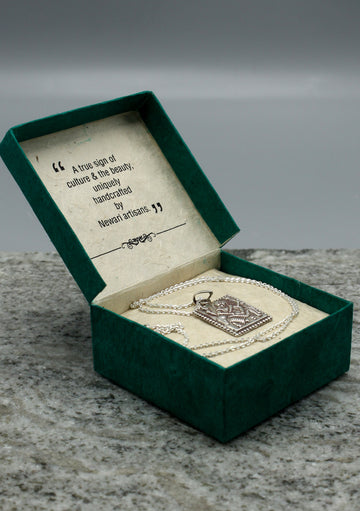 “ A true sign of
culture & the beauty;
uniquely
handcrafted
by
Newari artisans. ”